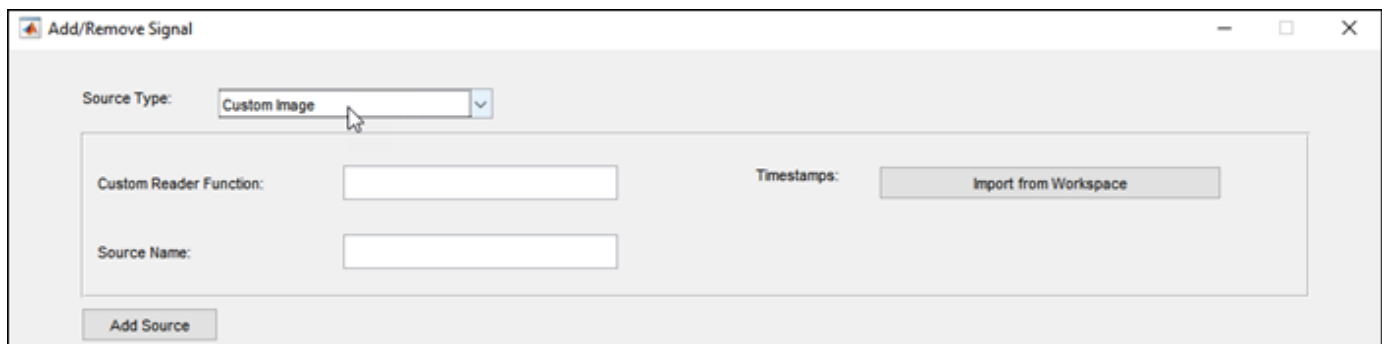 Add/Remove Signal
Source Type: Custom Image
Custom Reader Function: Timestamps: Import from Workspace
Source Name:
Add Source